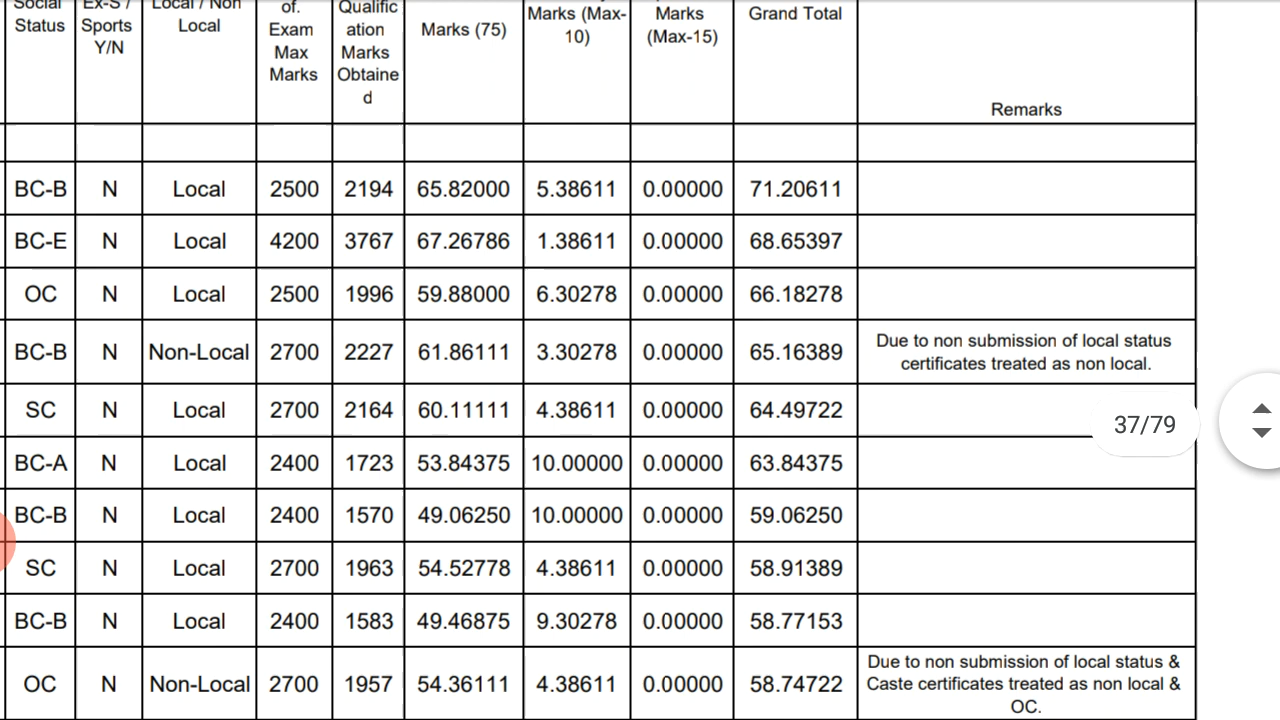 Social Status
Ex-S / Sports Y/N
Local / Non Local
of. Exam Max Marks
Qualific ation Marks Obtaine d
Marks (75)
Marks (Max-10)
Marks (Max-15)
Grand Total
Remarks
BC-B N Local 2500 2194 65.82000 5.38611 0.00000 71.20611
BC-E N Local 4200 3767 67.26786 1.38611 0.00000 68.65397
OC N Local 2500 1996 59.88000 6.30278 0.00000 66.18278
BC-B N Non-Local 2700 2227 61.86111 3.30278 0.00000 65.16389 Due to non submission of local status
certificates treated as non local.
SC N Local 2700 2164 60.11111 4.38611 0.00000 64.49722
37/79
BC-A N Local 2400 1723 53.84375 10.00000 0.00000 63.84375
BC-B N Local 2400 1570 49.06250 10.00000 0.00000 59.06250
SC N Local 2700 1963 54.52778 4.38611 0.00000 58.91389
BC-B N Local 2400 1583 49.46875 9.30278 0.00000 58.77153
OC N Non-Local 2700 1957 54.36111 4.38611 0.00000 58.74722 Due to non submission of local status &
Caste certificates treated as non local &
OC.